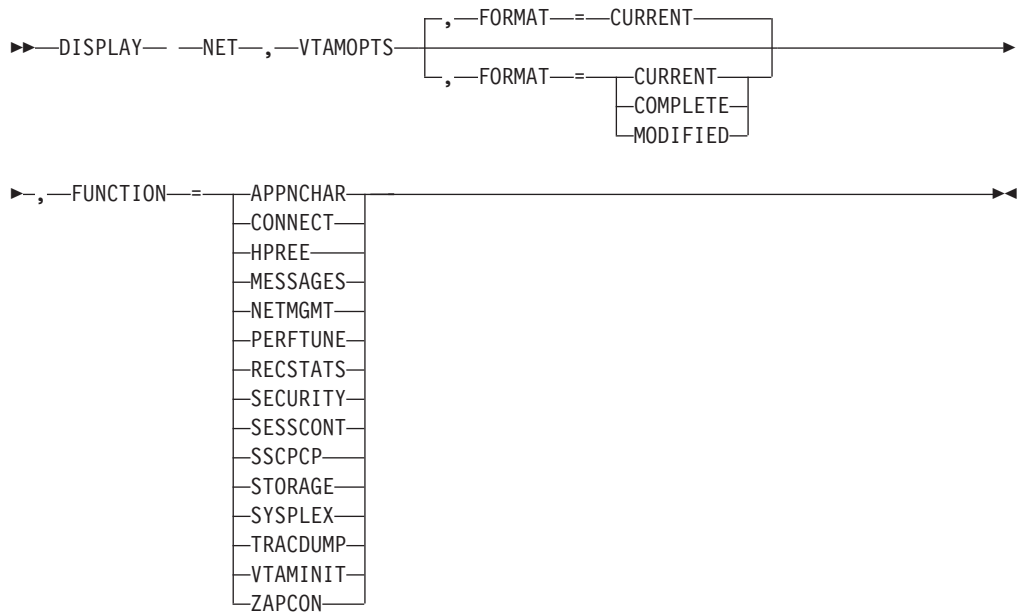 , FORMAT = CURRENT
DISPLAY NET , VTAMOPTS
, FORMAT = CURRENT
COMPLETE
MODIFIED
, FUNCTION = APPNCHAR
CONNECT
HPREE
MESSAGES
NETMGMT
PERFTUNE
RECSTATS
SECURITY
SESSCONT
SSCPCP
STORAGE
SYSPLEX
TRACDUMP
VTAMINIT
ZAPCON